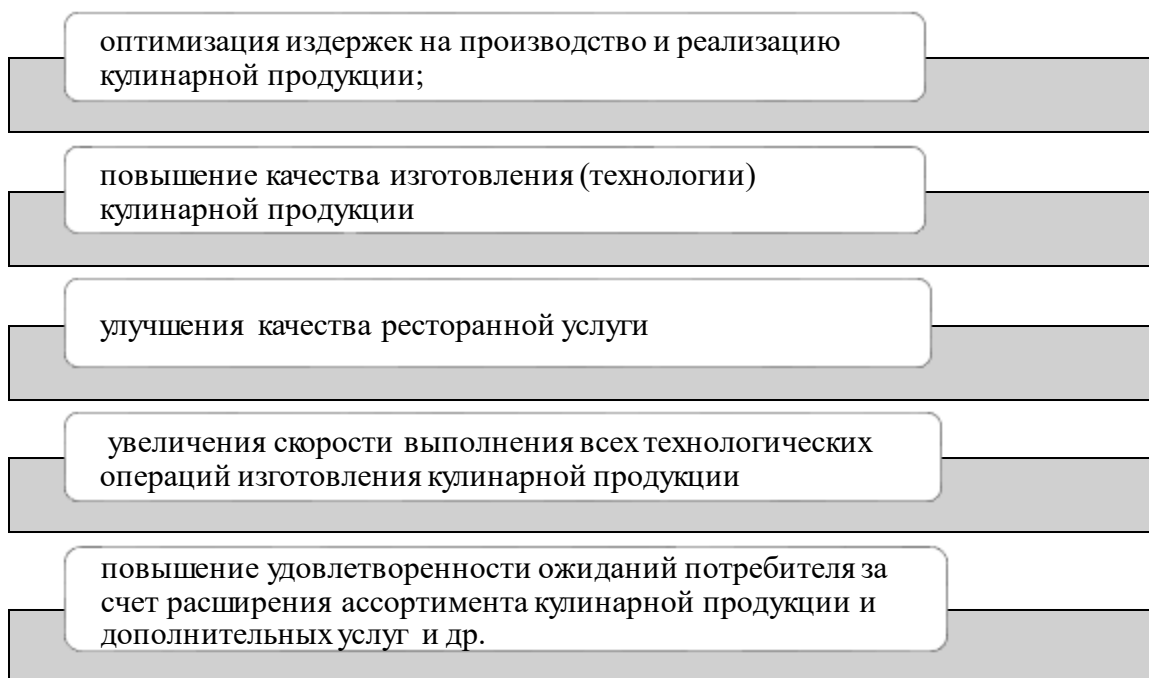 оптимизация издержек на производство и реализацию
кулинарной продукции;
повышение качества изготовления (технологии)
кулинарной продукции
улучшения качества ресторанной услуги
увеличения скорости выполнения всех технологических
операций изготовления кулинарной продукции
повышение удовлетворенности ожиданий потребителя за
счет расширения ассортимента кулинарной продукции и
дополнительных услуг и др.